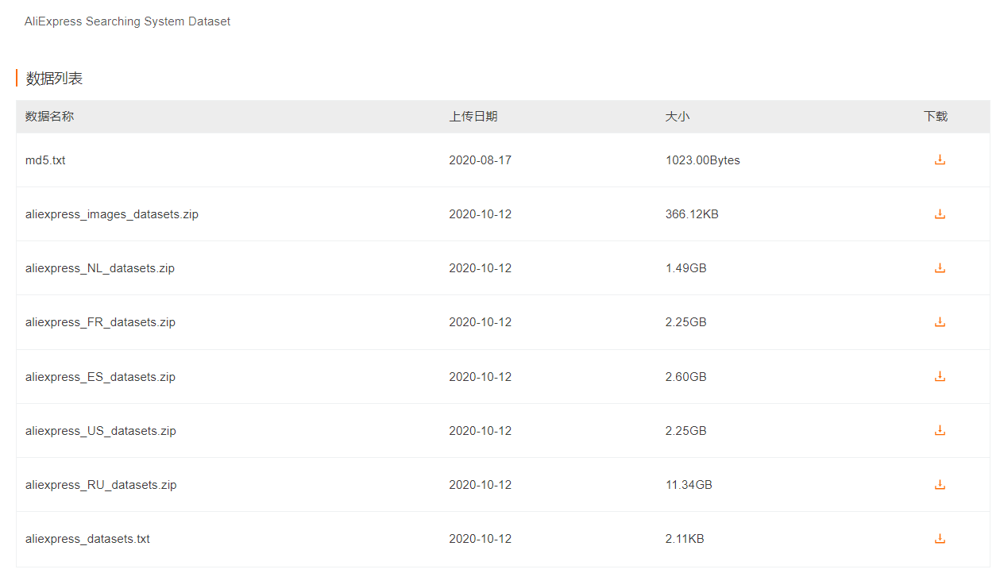 AliExpress Searching System Dataset
数据列表
数据名称 上传日期 大小 下载
md5.txt 2020-08-17 1023.00Bytes
aliexpress_images_datasets.zip 2020-10-12 366.12KB
aliexpress_NL_datasets.zip 2020-10-12 1.49GB
aliexpress_FR_datasets.zip 2020-10-12 2.25GB
aliexpress_ES_datasets.zip 2020-10-12 2.60GB
aliexpress_US_datasets.zip 2020-10-12 2.25GB
aliexpress_RU_datasets.zip 2020-10-12 11.34GB
aliexpress_datasets.txt 2020-10-12 2.11KB